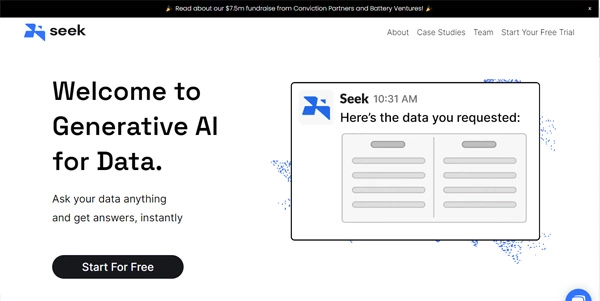 Read about our $7.5m fundraise from Conviction Partners and Battery Ventures!
x
seek
About Case Studies Team Start Your Free Trial
Welcome to
Generative AI
for Data.
Ask your data anything
and get answers, instantly
Start For Free
Seek 10:31 AM
Here's the data you requested: